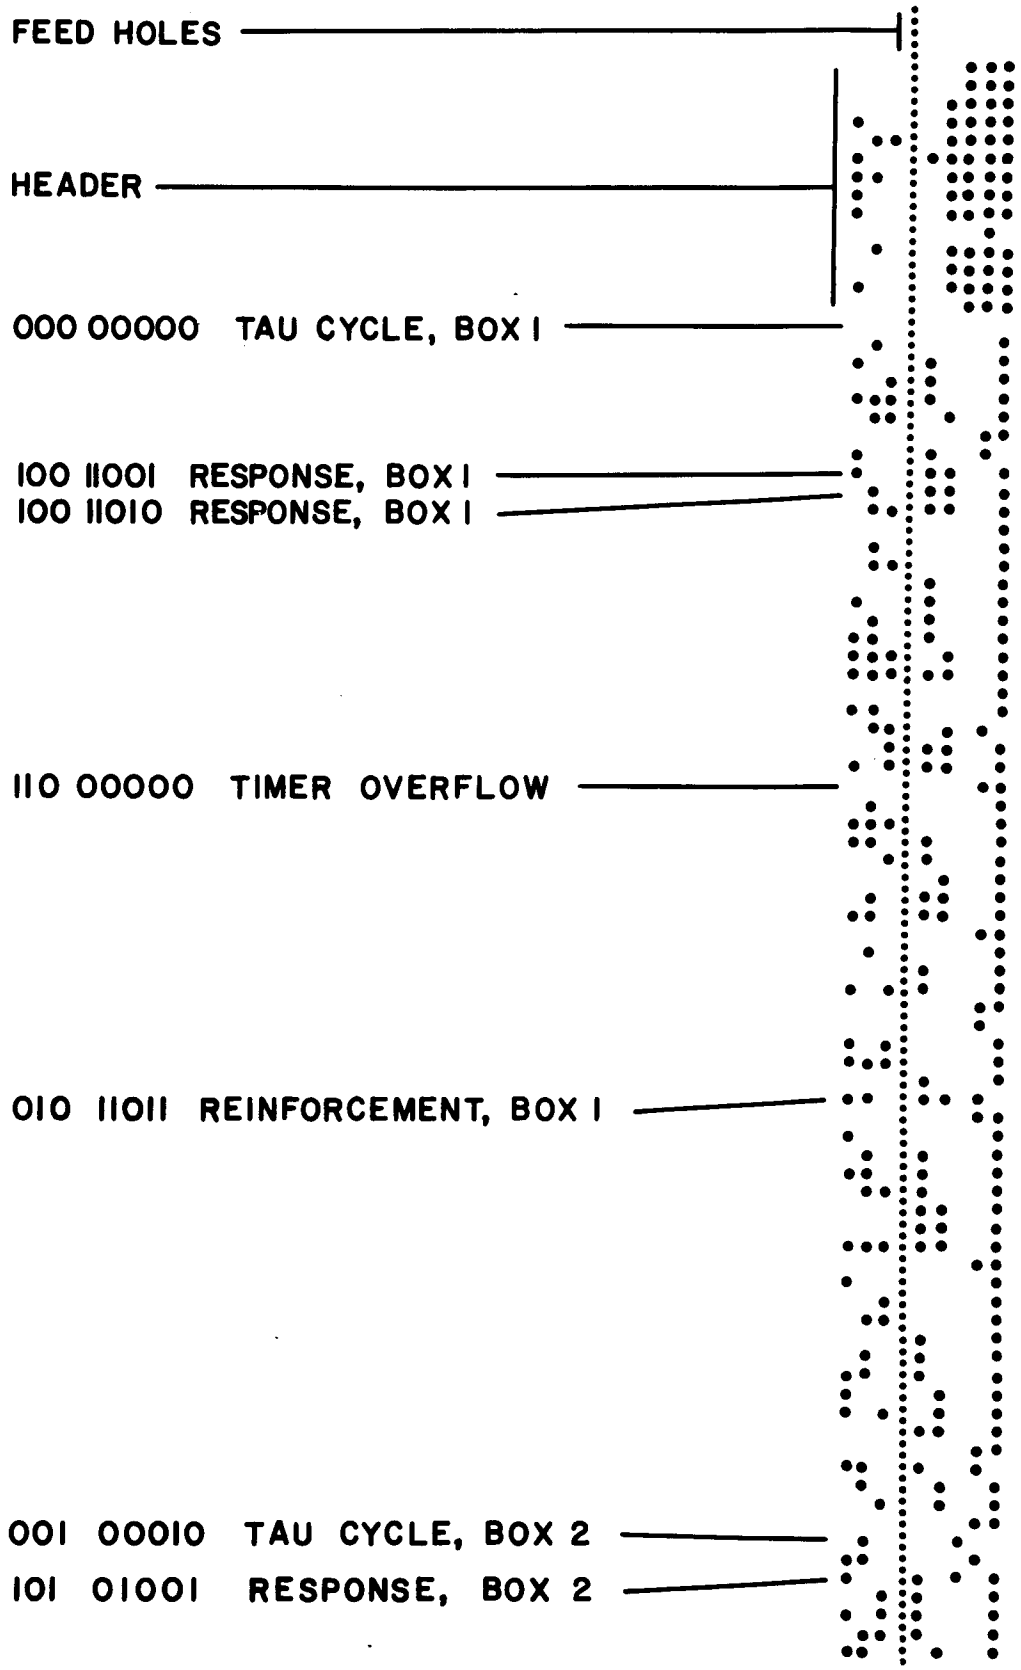 FEED HOLES
HEADER
000 00000 TAU CYCLE, BOX 1
100 11001 RESPONSE, BOX 1
100 11010 RESPONSE, BOX 1
110 00000 TIMER OVERFLOW
010 11011 REINFORCEMENT, BOX 1
001 00010 TAU CYCLE, BOX 2
101 01001 RESPONSE, BOX 2